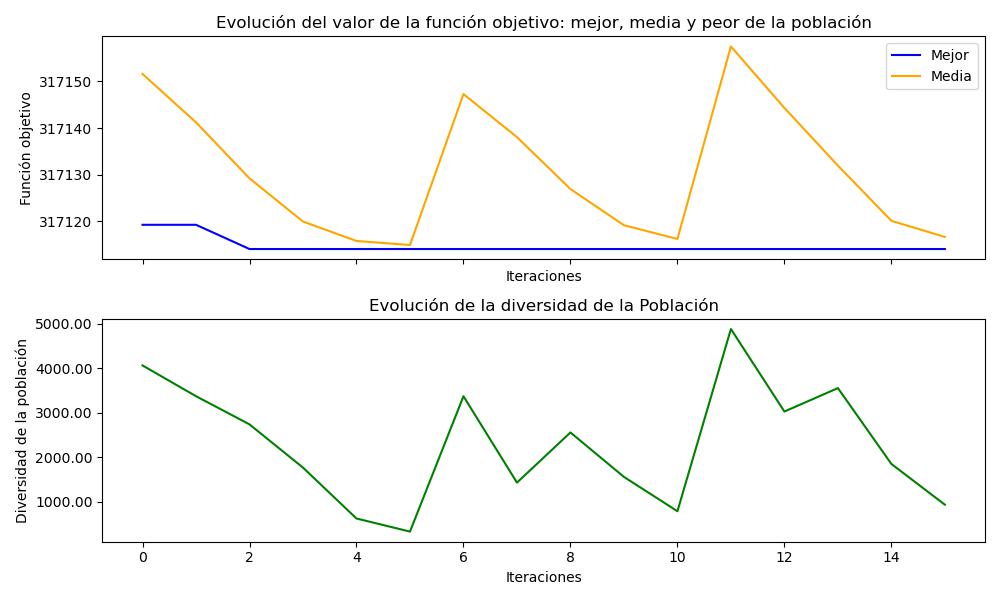 Evolución del valor de la función objetivo: mejor, media y peor de la población
Mejor
Media
Función objetivo
317150
317140
317130
317120
Iteraciones
Evolución de la diversidad de la Población
Diversidad de la población
5000.00
4000.00
3000.00
2000.00
1000.00
0 2 4 6 8 10 12 14
Iteraciones